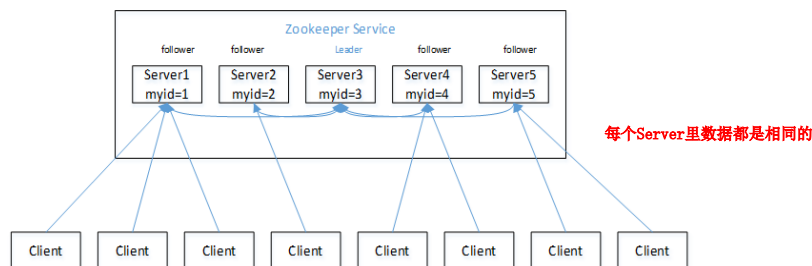 Zookeeper Service
follower follower Leader follower follower
Server1 Server2 Server3 Server4 Server5
myid=1 myid=2 myid=3 myid=4 myid=5
每个Server里数据都是相同的
Client Client Client Client Client Client Client Client